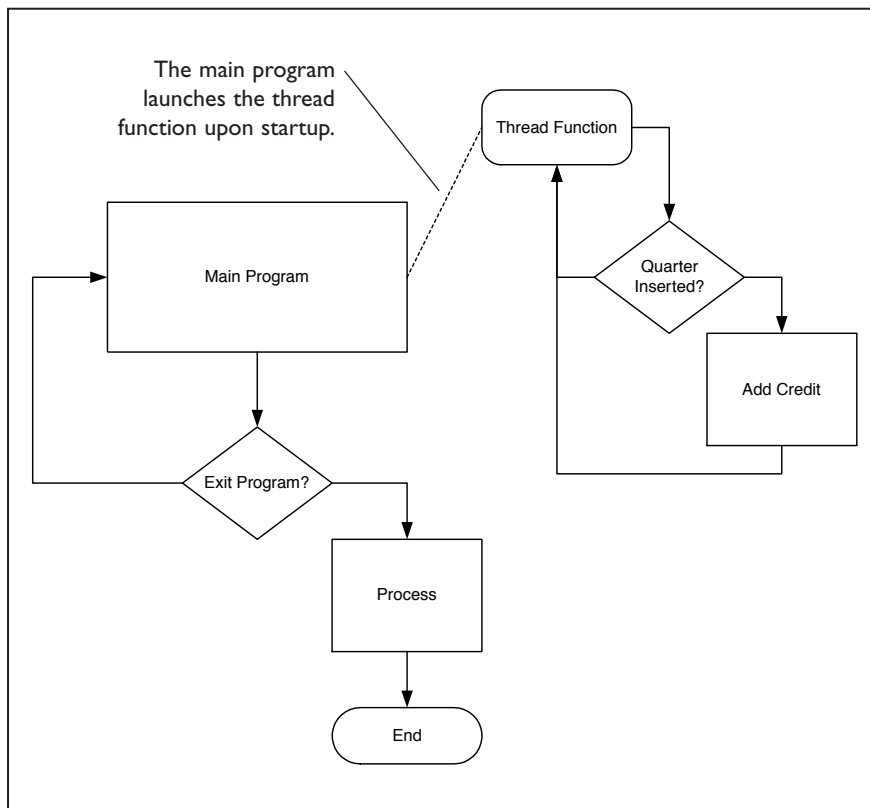 The main program
launches the thread
function upon startup.
Thread Function
Main Program
Quarter
Inserted?
Add Credit
Exit Program?
Process
End